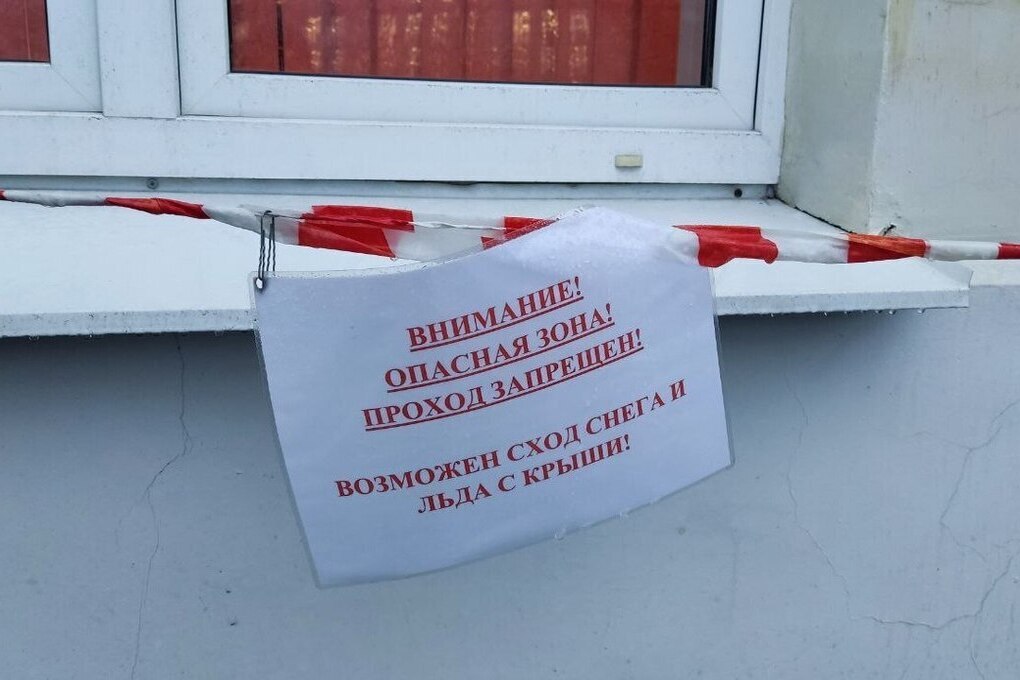 ВНИМАНИЕ!
ОПАСНАЯ ЗОНА!
ПРОХОД ЗАПРЕЩЕН!
ВОЗМОЖЕН СХОД СНЕГА И
ЛЬДА С КРЫШИ!